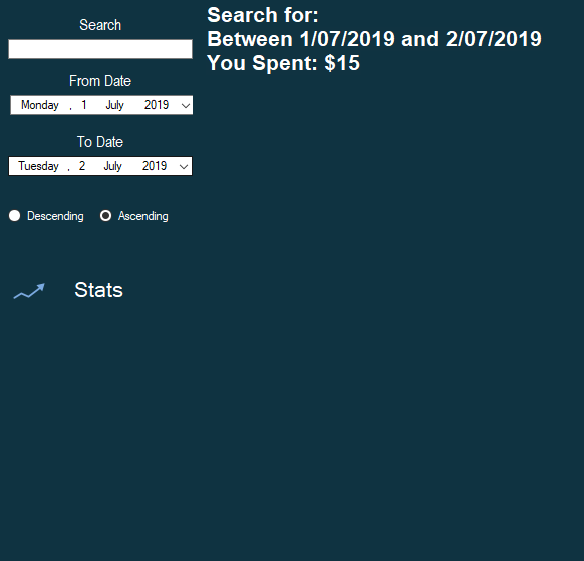 Search
From Date
Monday , 1 July 2019
To Date
Tuesday , 2 July 2019
Descending Ascending
Stats
Search for:
Between 1/07/2019 and 2/07/2019
You Spent: $15